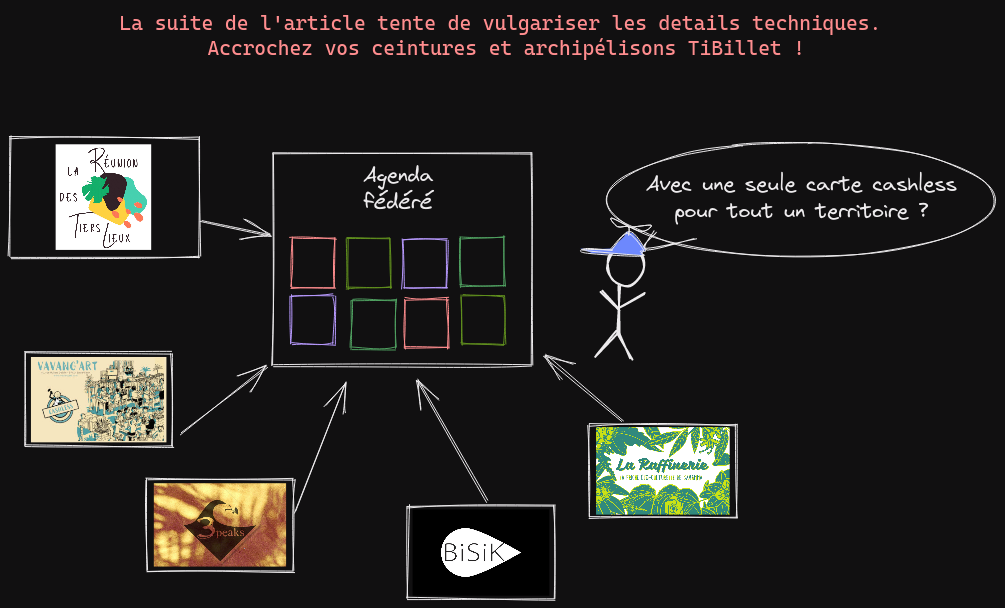 La suite de l'article tente de vulgariser les details techniques.
Accrochez vos ceintures et archipélisons TiBillet !
Agenda
fédéré
Avec une seule carte cashless
pour tout un territoire ?
LA RÉUNION
DES
TIERS LIEUX
VAVANG'ART
La Raffinerie
3 peaks
BiSiK